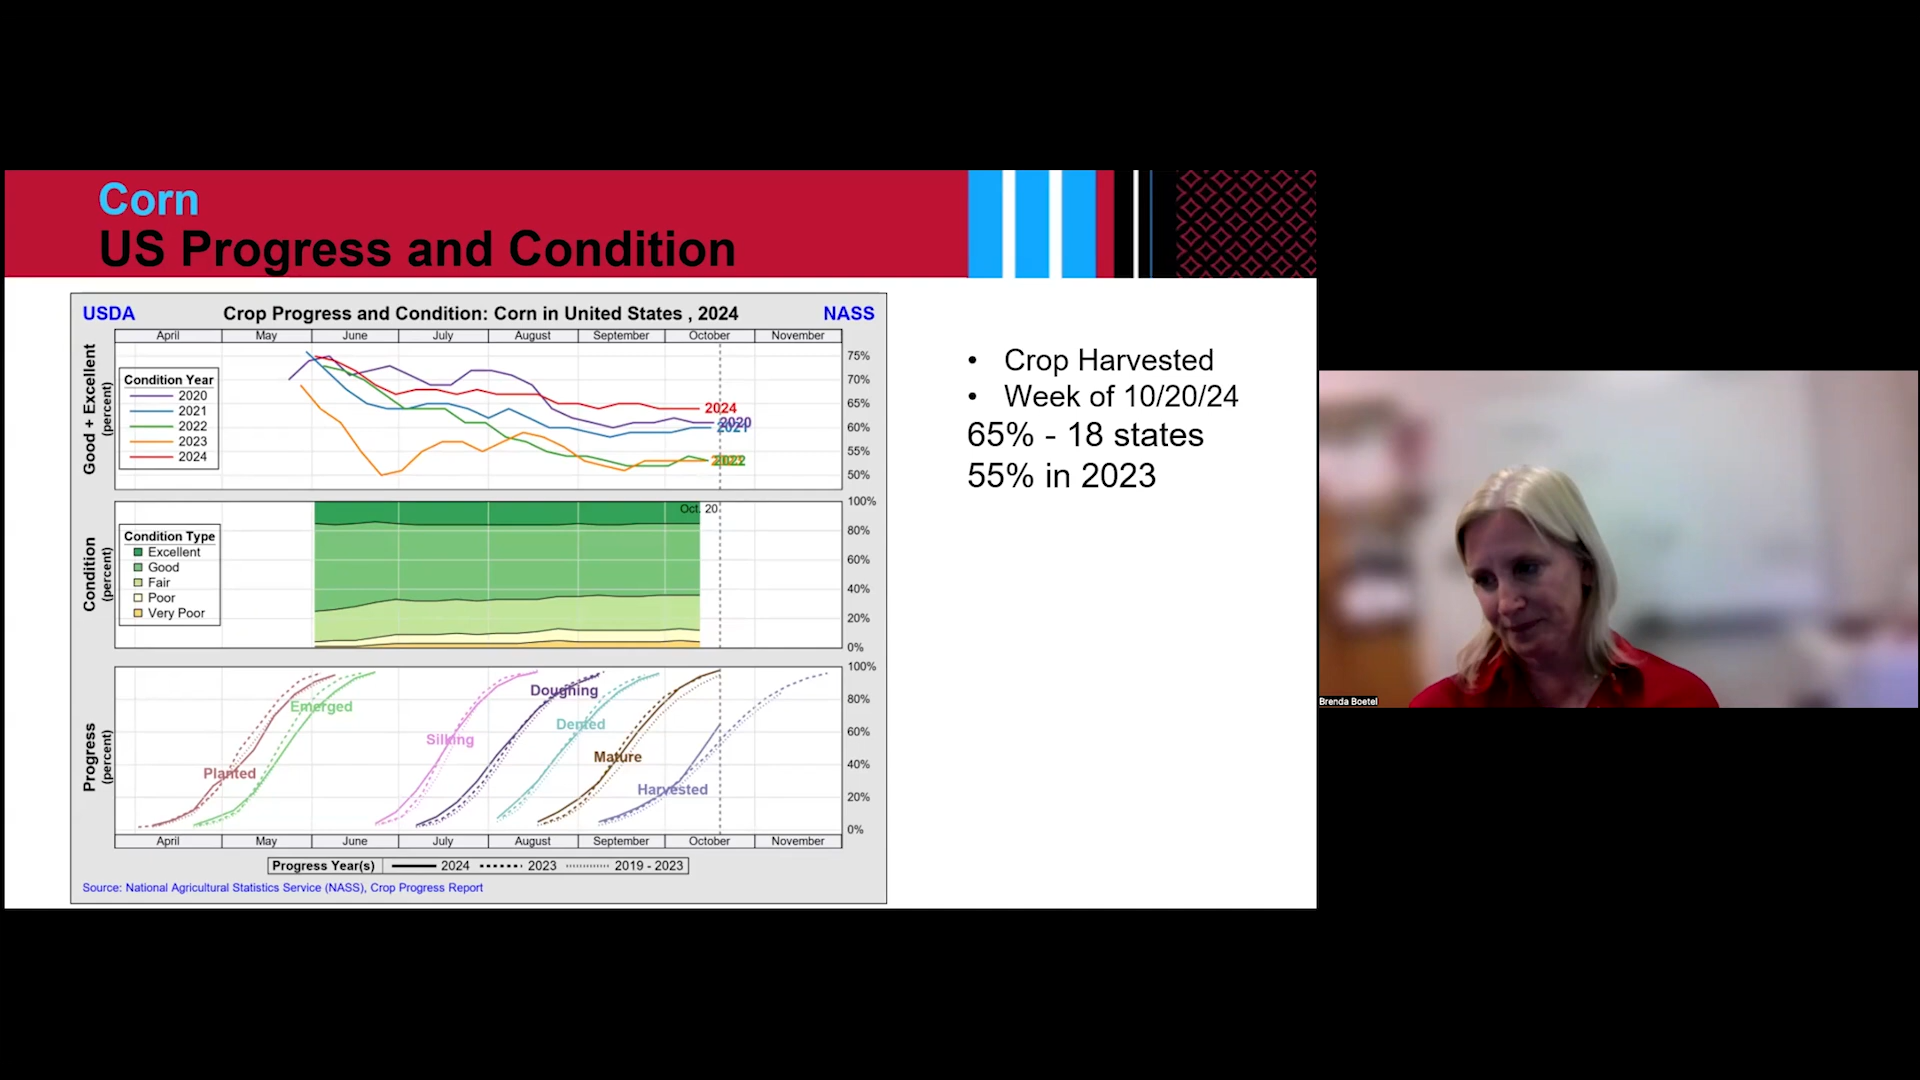 Corn
US Progress and Condition
USDA
Crop Progress and Condition: Corn in United States , 2024
NASS
April May June July August September October November
Good + Excellent
(percent)
75%
70%
65%
60%
55%
50%
Condition Year
2020
2021
2022
2023
2024
2024
2020
2021
2022
Condition
(percent)
100%
80%
60%
40%
20%
0%
Oct. 20
Condition Type
Excellent
Good
Fair
Poor
Very Poor
Progress
(percent)
100%
80%
60%
40%
20%
0%
Planted
Emerged
Silking
Doughing
Dented
Mature
Harvested
April May June July August September October November
Progress Year(s) 2024 2023 2019 - 2023
Source: National Agricultural Statistics Service (NASS), Crop Progress Report
• Crop Harvested
• Week of 10/20/24
65% - 18 states
55% in 2023
Brenda Boetel